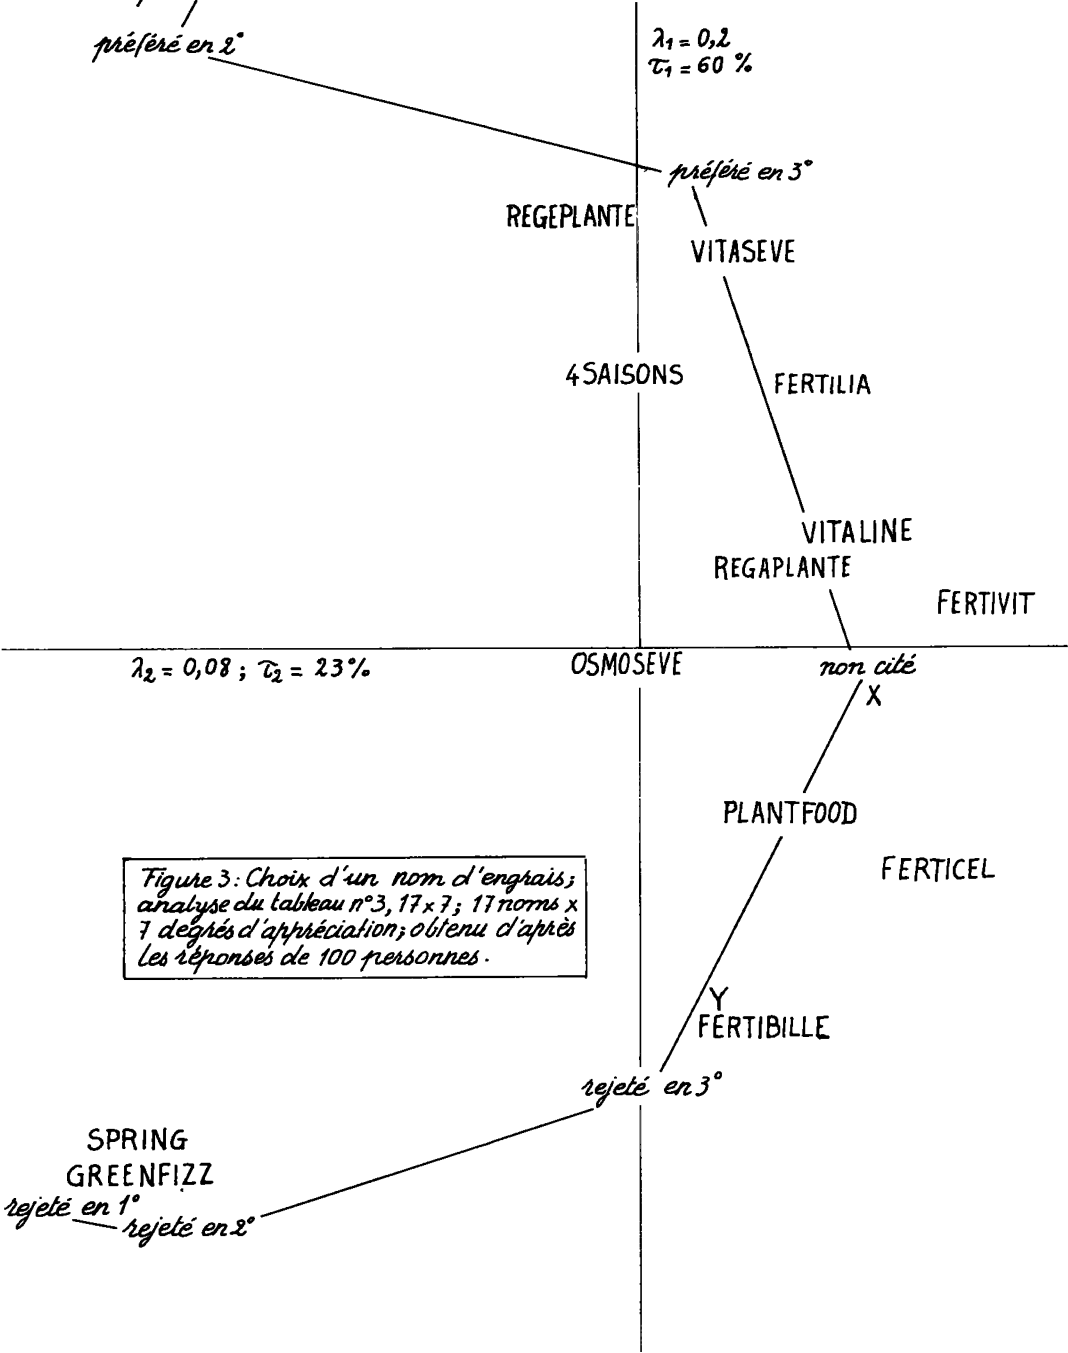 préféré en 2°
λ1 = 0,2
τ1 = 60 %
préféré en 3°
REGEPLANTE
VITASEVE
4 SAISONS
FERTILIA
VITALINE
REGAPLANTE
FERTIVIT
λ2 = 0,08 ; τ2 = 23%
OSMOSEVE
non cité
X
PLANTFOOD
FERTICEL
Figure 3: Choix d'un nom d'engrais;
analyse du tableau n°3, 17x7; 17 noms x
7 degrés d'appréciation; obtenu d'après
les réponses de 100 personnes.
Y
FERTIBILLE
rejeté en 3°
SPRING
GREENFIZZ
rejeté en 1°
rejeté en 2°